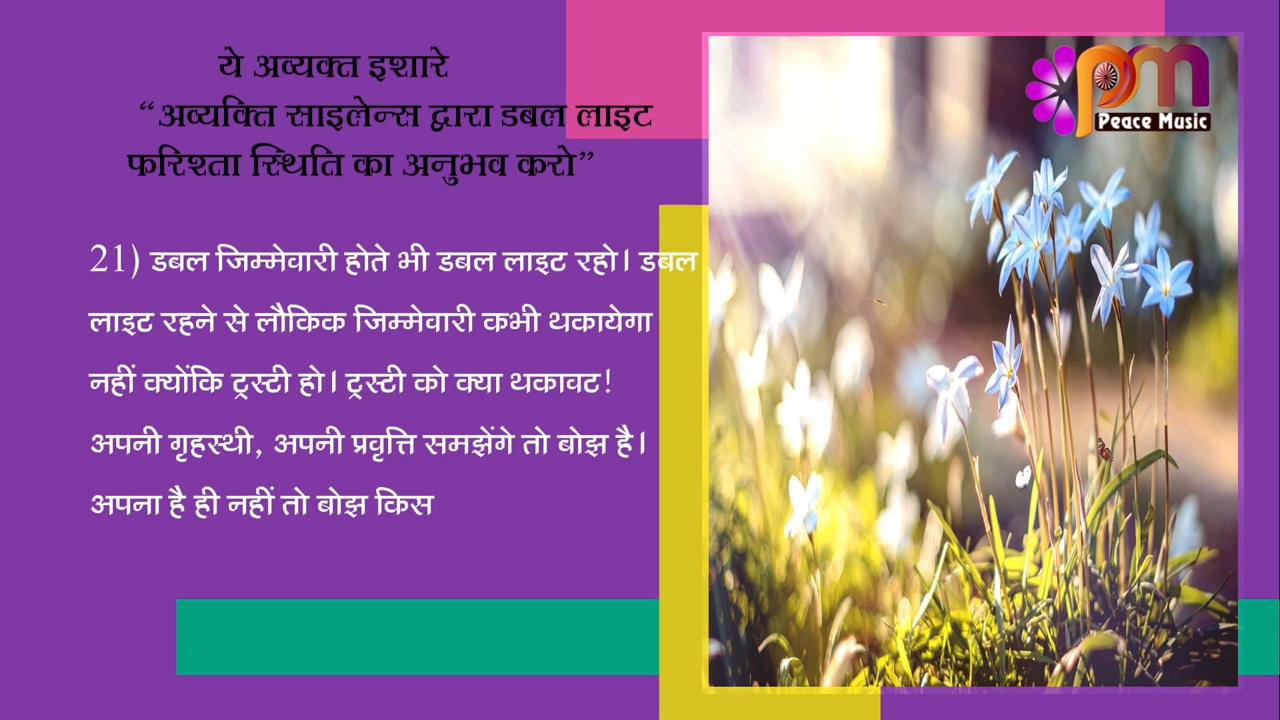 ये अव्यक्त इशारे
“अव्यक्ति साइलेन्स द्वारा डबल लाइट
फरिश्ता स्थिति का अनुभव करो”
21) डबल जिम्मेवारी होते भी डबल लाइट रहो। डबल
लाइट रहने से लौकिक जिम्मेवारी कभी थकायेगा
नहीं क्योंकि ट्रस्टी हो। ट्रस्टी को क्या थकावट!
अपनी गृहस्थी, अपनी प्रवृत्ति समझेंगे तो बोझ है।
अपना है ही नहीं तो बोझ किस
pm
Peace Music